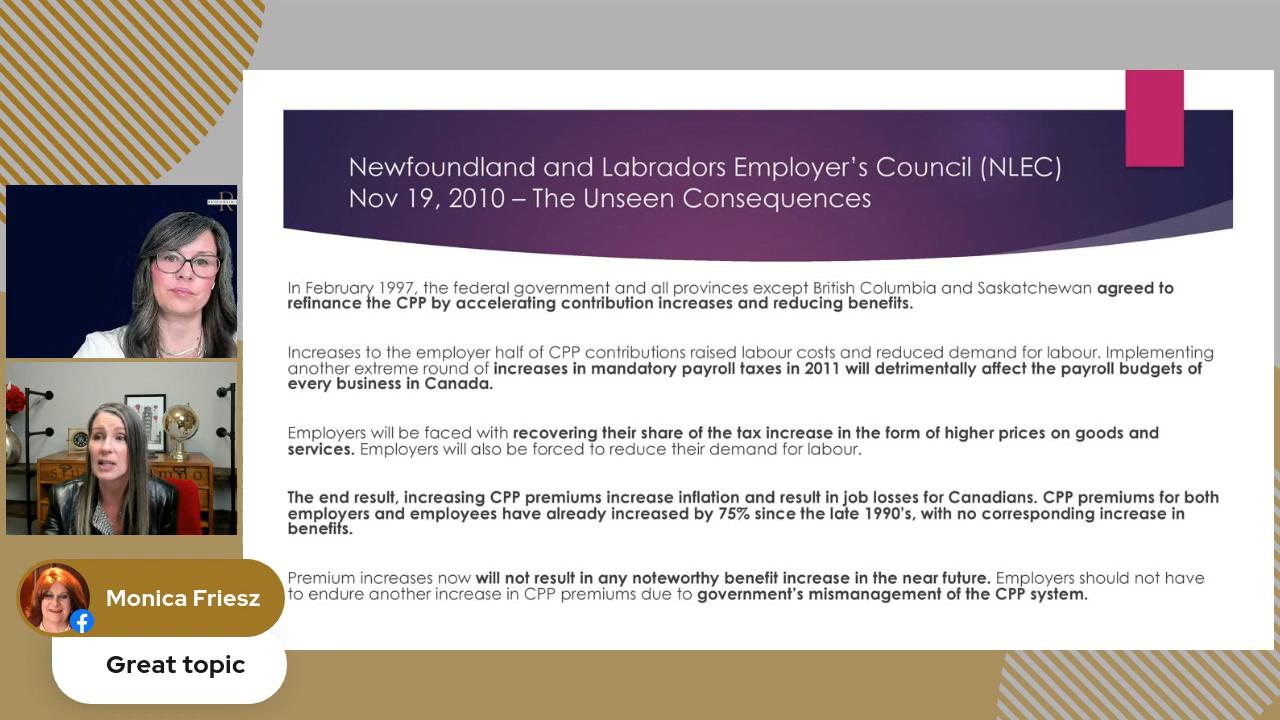 Newfoundland and Labradors Employer's Council (NLEC)
Nov 19, 2010 – The Unseen Consequences
In February 1997, the federal government and all provinces except British Columbia and Saskatchewan agreed to
refinance the CPP by accelerating contribution increases and reducing benefits.
Increases to the employer half of CPP contributions raised labour costs and reduced demand for labour. Implementing
another extreme round of increases in mandatory payroll taxes in 2011 will detrimentally affect the payroll budgets of
every business in Canada.
Employers will be faced with recovering their share of the tax increase in the form of higher prices on goods and
services. Employers will also be forced to reduce their demand for labour.
The end result, increasing CPP premiums increase inflation and result in job losses for Canadians. CPP premiums for both
employers and employees have already increased by 75% since the late 1990's, with no corresponding increase in
benefits.
Premium increases now will not result in any noteworthy benefit increase in the near future. Employers should not have
to endure another increase in CPP premiums due to government's mismanagement of the CPP system.
Monica Friesz
Great topic